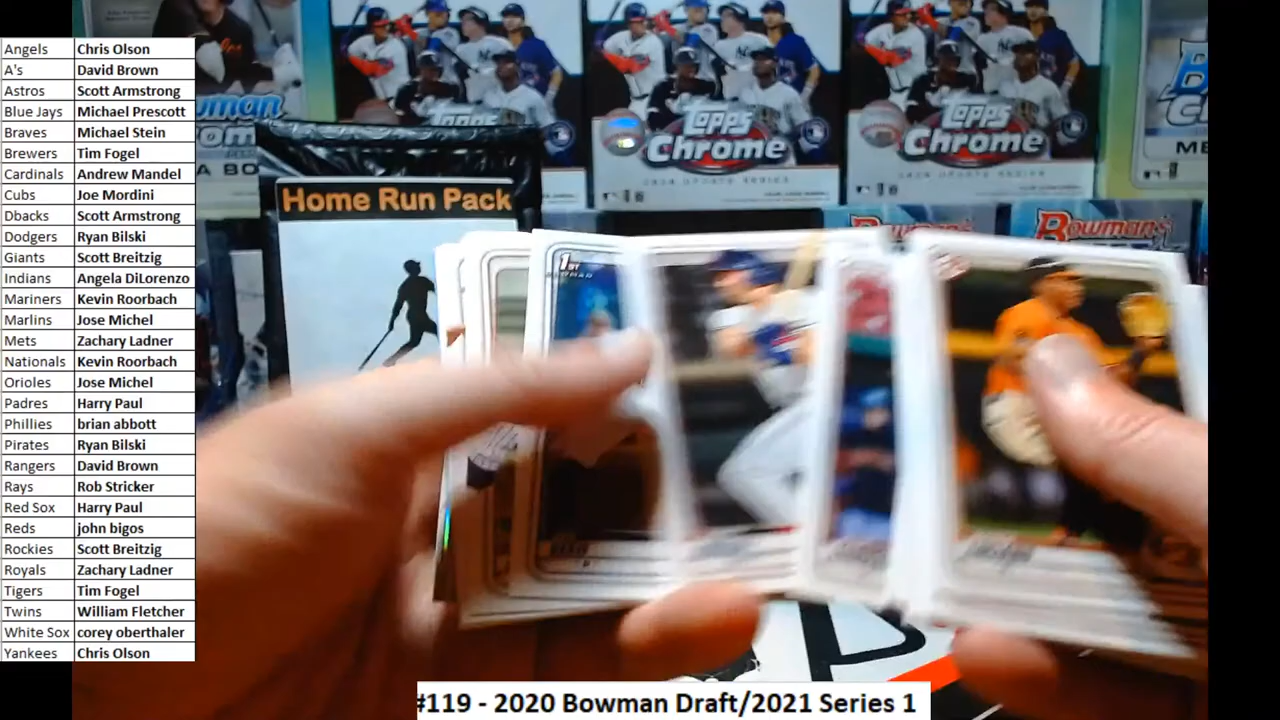 Angels Chris Olson
A's David Brown
Astros Scott Armstrong
Blue Jays Michael Prescott
Braves Michael Stein
Brewers Tim Fogel
Cardinals Andrew Mandel
Cubs Joe Mordini
Dbacks Scott Armstrong
Dodgers Ryan Bilski
Giants Scott Breitzig
Indians Angela DiLorenzo
Mariners Kevin Roorbach
Marlins Jose Michel
Mets Zachary Ladner
Nationals Kevin Roorbach
Orioles Jose Michel
Padres Harry Paul
Phillies brian abbott
Pirates Ryan Bilski
Rangers David Brown
Rays Rob Stricker
Red Sox Harry Paul
Reds john bigos
Rockies Scott Breitzig
Royals Zachary Ladner
Tigers Tim Fogel
Twins William Fletcher
White Sox corey oberthaler
Yankees Chris Olson
Topps
Chrome
Topps
Chrome
Home Run Pack
Bowman's
1ST
#119 - 2020 Bowman Draft/2021 Series 1